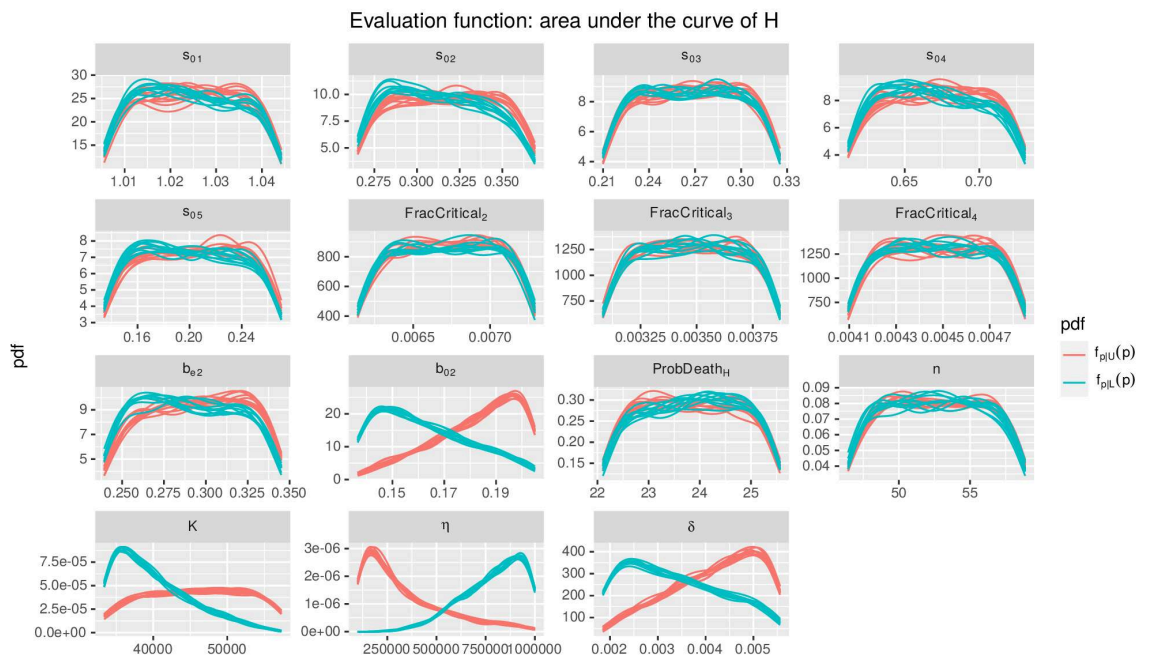 Evaluation function: area under the curve of H
s01 s02 s03 s04
30 25 20 15
10.0 7.5 5.0
8 6 4
8 6 4
1.01 1.02 1.03 1.04
0.275 0.300 0.325 0.350
0.21 0.24 0.27 0.30 0.33
0.65 0.70
s05 FracCritical2 FracCritical3 FracCritical4
8 7 6 5 4 3
800 600 400
1250 1000 750
1250 1000 750
0.16 0.20 0.24
0.0065 0.0070
0.00325 0.00350 0.00375
0.0041 0.0043 0.0045 0.0047
be2 b02 ProbDeathH n
9 7 5
20 10 0
0.30 0.25 0.20 0.15
0.09 0.08 0.07 0.06 0.05 0.04
0.250 0.275 0.300 0.325 0.350
0.15 0.17 0.19
22 23 24 25
50 55
K η δ
7.5e-05 5.0e-05 2.5e-05 0.0e+00
3e-06 2e-06 1e-06 0e+00
400 300 200 100
40000 50000
250000 500000 750000 1000000
0.002 0.003 0.004 0.005
pdf
pdf
fp|U(p)
fp|L(p)